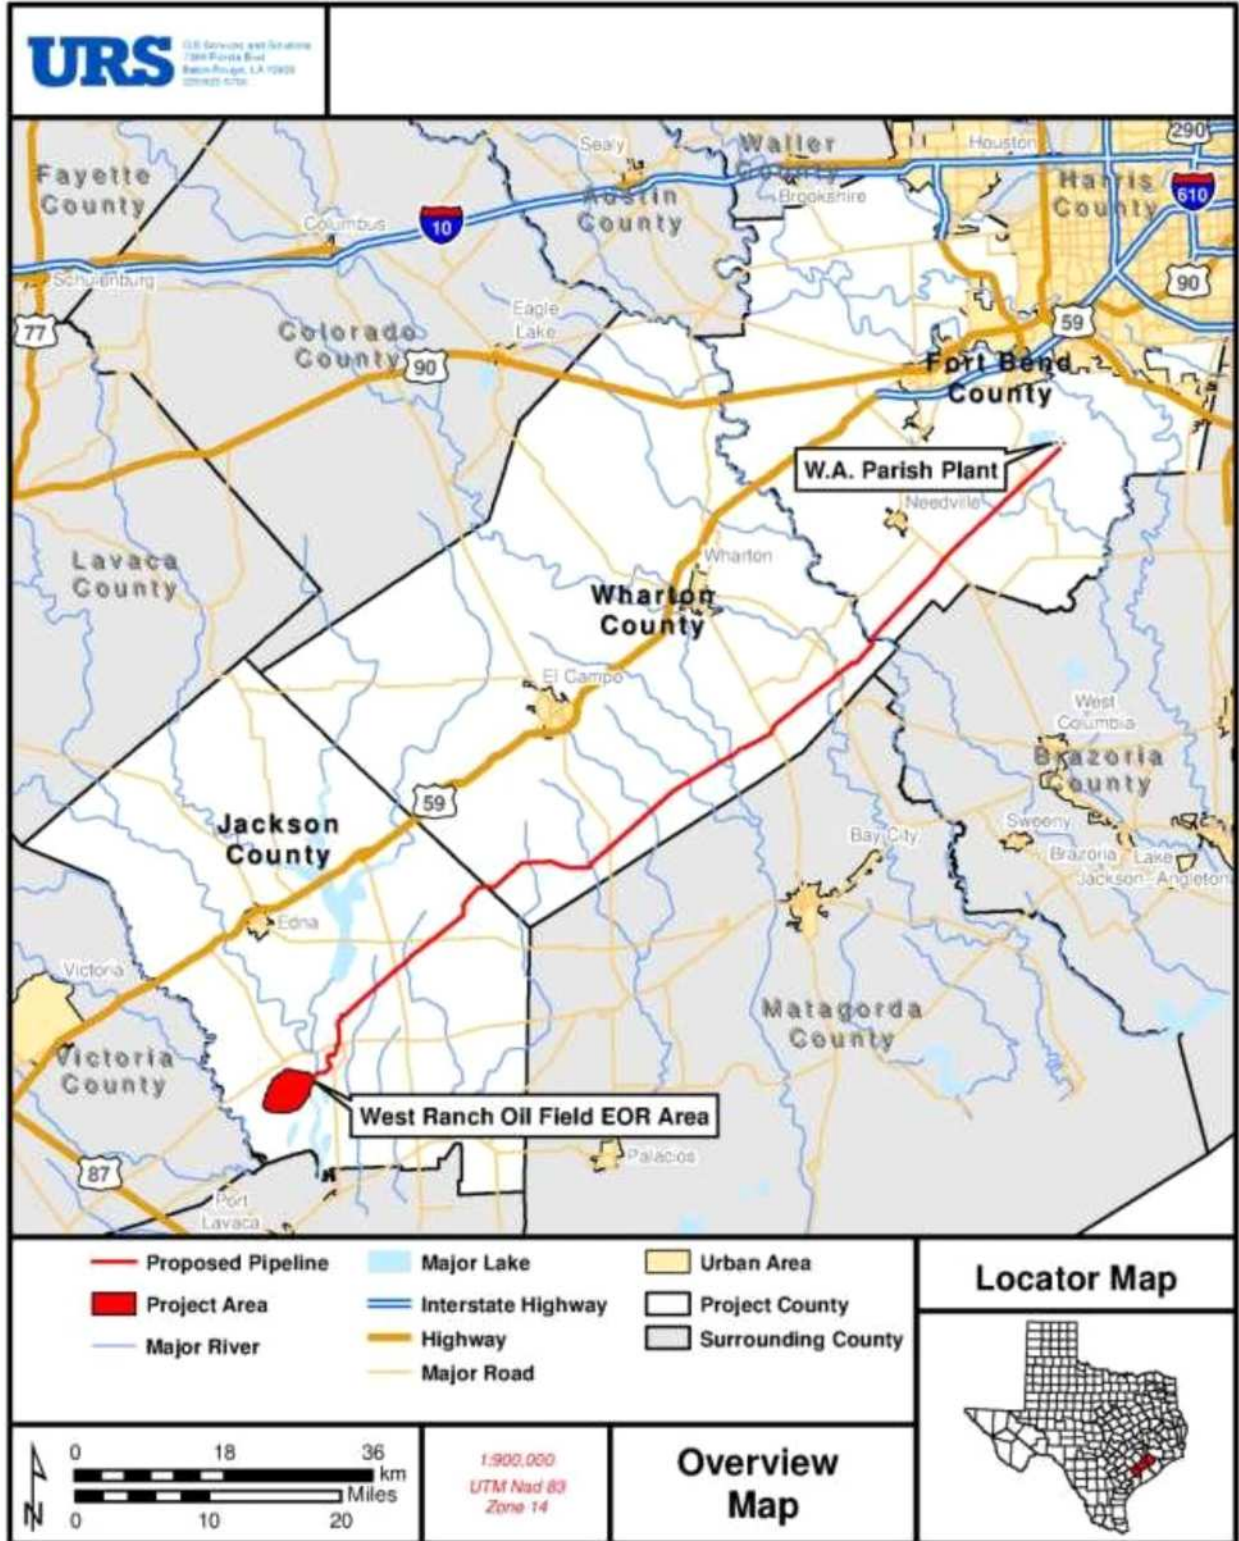 URS
290
Waller
County
Houston
Sealy
Fayette
County
Harris
County
610
Austin
County
Brookshire
Columbus
10
Schulenburg
90
77
Eagle
Lake
59
Colorado
County
90
Fort Bend
County
W.A. Parish Plant
Needville
Lavaca
County
Wharton
Wharton
County
El Campo
West
Columbia
Brazoria
County
59
Jackson
County
Sweeny
Bay City
Brazoria
Lake
Jackson--Angleton
Edna
Victoria
Matagorda
County
Victoria
County
West Ranch Oil Field EOR Area
Palacios
87
Port
Lavaca
Proposed Pipeline
Major Lake
Urban Area
Project Area
Interstate Highway
Project County
Major River
Highway
Surrounding County
Major Road
Locator Map
0 18 36
km
Miles
0 10 20
N
1:900,000
UTM Nad 83
Zone 14
Overview
Map